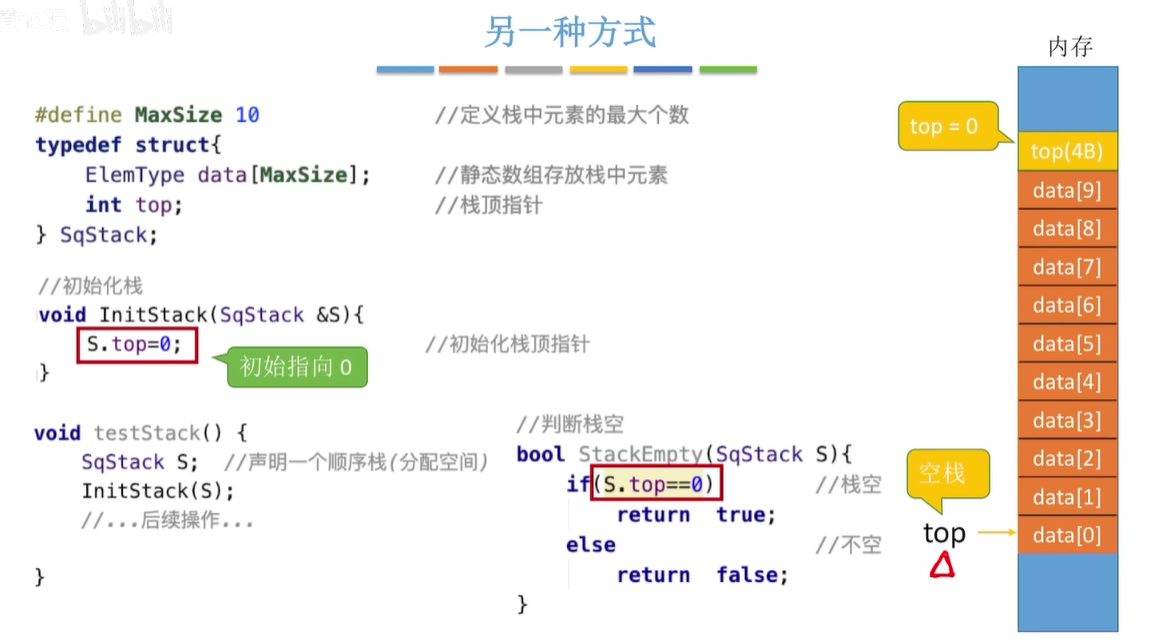 bilibili
另一种方式
#define MaxSize 10 //定义栈中元素的最大个数
typedef struct{
ElemType data[MaxSize]; //静态数组存放栈中元素
int top; //栈顶指针
} SqStack;
//初始化栈
void InitStack(SqStack &S){
S.top=0; //初始化栈顶指针
初始指向 0
}
void testStack() {
SqStack S; //声明一个顺序栈(分配空间)
InitStack(S);
//...后续操作...
}
//判断栈空
bool StackEmpty(SqStack S){
if(S.top==0) //栈空
return true;
else //不空
return false;
}
内存
top = 0
top(4B)
data[9]
data[8]
data[7]
data[6]
data[5]
data[4]
data[3]
data[2]
data[1]
空栈
top
data[0]